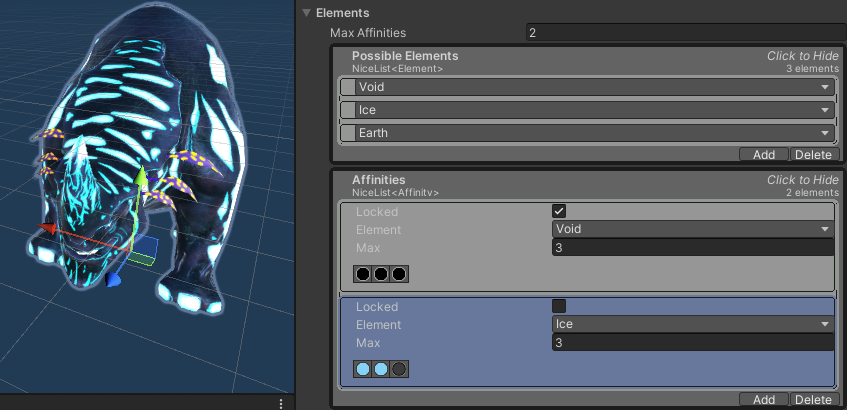 Elements
Max Affinities 2
Possible Elements Click to Hide
NiceList<Element> 3 elements
Void
Ice
Earth
Add Delete
Affinities Click to Hide
NiceList<Affinity> 2 elements
Locked
Element Void
Max 3
Locked
Element Ice
Max 3
Add Delete